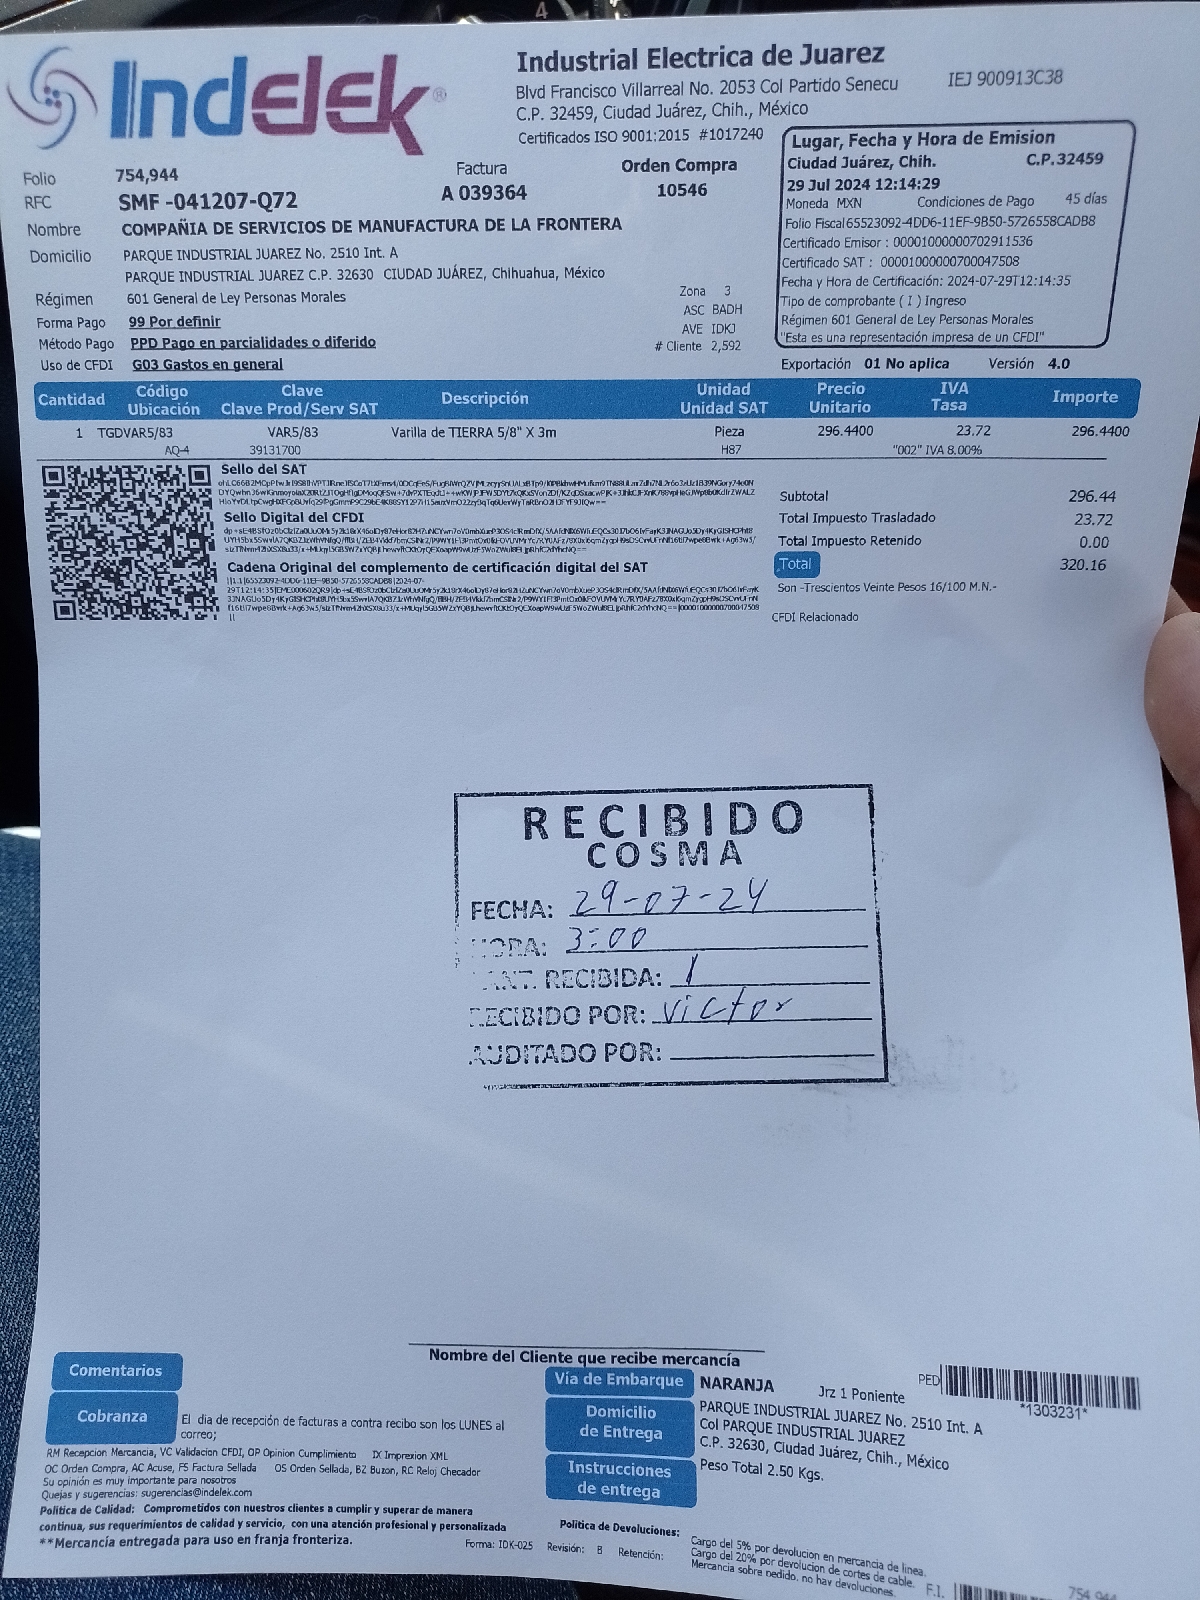 4
Indelek®
Industrial Electrica de Juarez
Blvd Francisco Villarreal No. 2053 Col Partido Senecu
C.P. 32459, Ciudad Juárez, Chih., México
Certificados ISO 9001:2015 #1017240
IEJ 900913C38
Folio 754,944
Factura
A 039364
Orden Compra
10546
RFC SMF -041207-Q72
Nombre COMPAÑIA DE SERVICIOS DE MANUFACTURA DE LA FRONTERA
Domicilio PARQUE INDUSTRIAL JUAREZ No. 2510 Int. A
PARQUE INDUSTRIAL JUAREZ C.P. 32630 CIUDAD JUÁREZ, Chihuahua, México
Régimen 601 General de Ley Personas Morales
Forma Pago 99 Por definir
Método Pago PPD Pago en parcialidades o diferido
Uso de CFDI G03 Gastos en general
Zona 3
ASC BADH
AVE IDKJ
# Cliente 2,592
Lugar, Fecha y Hora de Emision
Ciudad Juárez, Chih. C.P.32459
29 Jul 2024 12:14:29
Moneda MXN Condiciones de Pago 45 días
Folio Fiscal 65523092-4DD6-11EF-9B50-5726558CADB8
Certificado Emisor : 00001000000702911536
Certificado SAT : 00001000000700047508
Fecha y Hora de Certificación: 2024-07-29T12:14:35
Tipo de comprobante ( I ) Ingreso
Régimen 601 General de Ley Personas Morales
"Esta es una representación impresa de un CFDI"
Exportación 01 No aplica Versión 4.0
Cantidad Código Ubicación Clave Clave Prod/Serv SAT Descripción Unidad Unidad SAT Precio Unitario IVA Tasa Importe
1 TGDVAR5/83 VAR5/83 Varilla de TIERRA 5/8" X 3m Pieza 296.4400 23.72 296.4400
AQ-4 39131700 H87 "002" IVA 8.00%
Sello del SAT
Sello Digital del CFDI
Cadena Original del complemento de certificación digital del SAT
Subtotal 296.44
Total Impuesto Trasladado 23.72
Total Impuesto Retenido 0.00
Total 320.16
Son -Trescientos Veinte Pesos 16/100 M.N.-
CFDI Relacionado
RECIBIDO
COSMA
FECHA: 29-07-24
HORA: 3:00
CANT. RECIBIDA: 1
RECIBIDO POR: Victor
AUDITADO POR:
Nombre del Cliente que recibe mercancía
Comentarios
Cobranza
El dia de recepción de facturas a contra recibo son los LUNES al
correo;
RM Recepcion Mercancia, VC Validacion CFDI, OP Opinion Cumplimiento IX Imprexion XML
OC Orden Compra, AC Acuse, FS Factura Sellada OS Orden Sellada, BZ Buzon, RC Reloj Checador
Su opinión es muy importante para nosotros
Quejas y sugerencias: sugerencias@indelek.com
Politica de Calidad: Comprometidos con nuestros clientes a cumplir y superar de manera
continua, sus requerimientos de calidad y servicio, con una atención profesional y personalizada
**Mercancía entregada para uso en franja fronteriza.
Via de Embarque NARANJA Jrz 1 Poniente
PED
*1303231*
Domicilio
de Entrega
PARQUE INDUSTRIAL JUAREZ No. 2510 Int. A
Col PARQUE INDUSTRIAL JUAREZ
C.P. 32630, Ciudad Juárez, Chih., México
Instrucciones
de entrega
Peso Total 2.50 Kgs.
Forma: IDK-025 Revisión: B Retención:
Politica de Devoluciones:
Cargo del 5% por devolucion en mercancia de linea.
Cargo del 20% por devolucion de cortes de cable.
Mercancia sobre pedido, no hay devoluciones.
F.I.
754,944